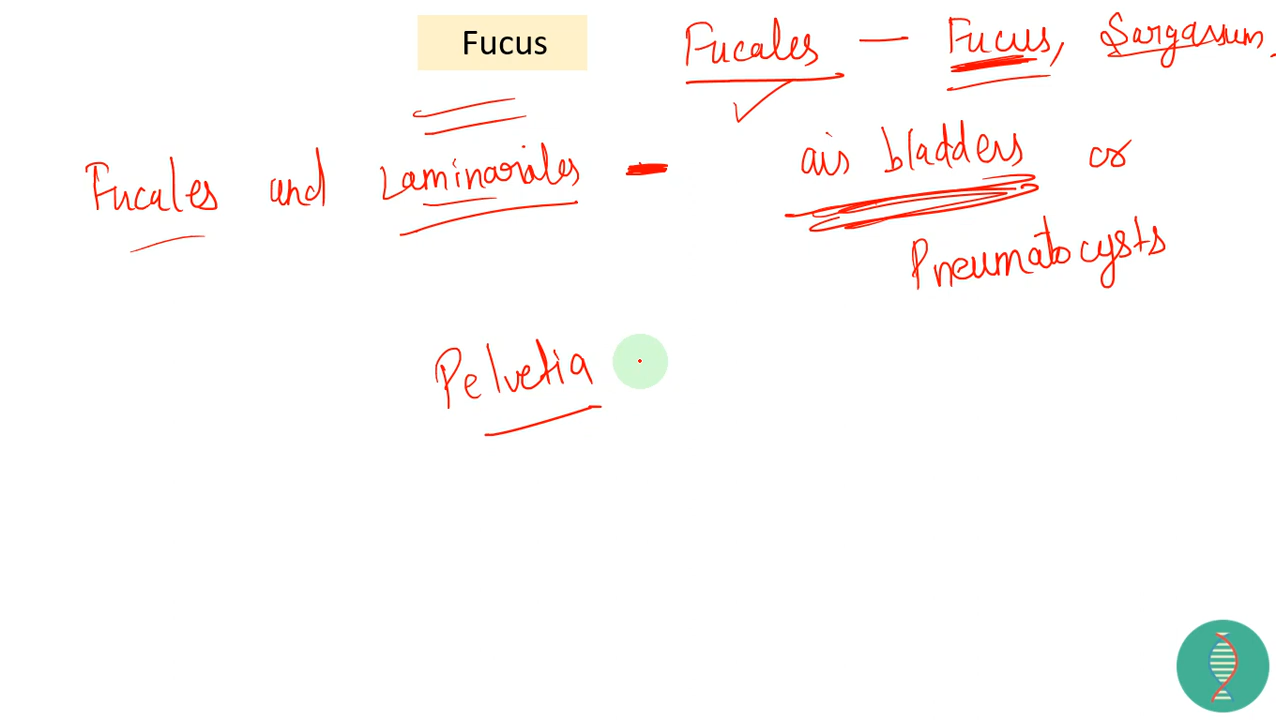 Fucus
Fucales — Fucus, Sargassum.
Fucales and Laminariales - air bladders or
Pneumatocysts
Pelvetia